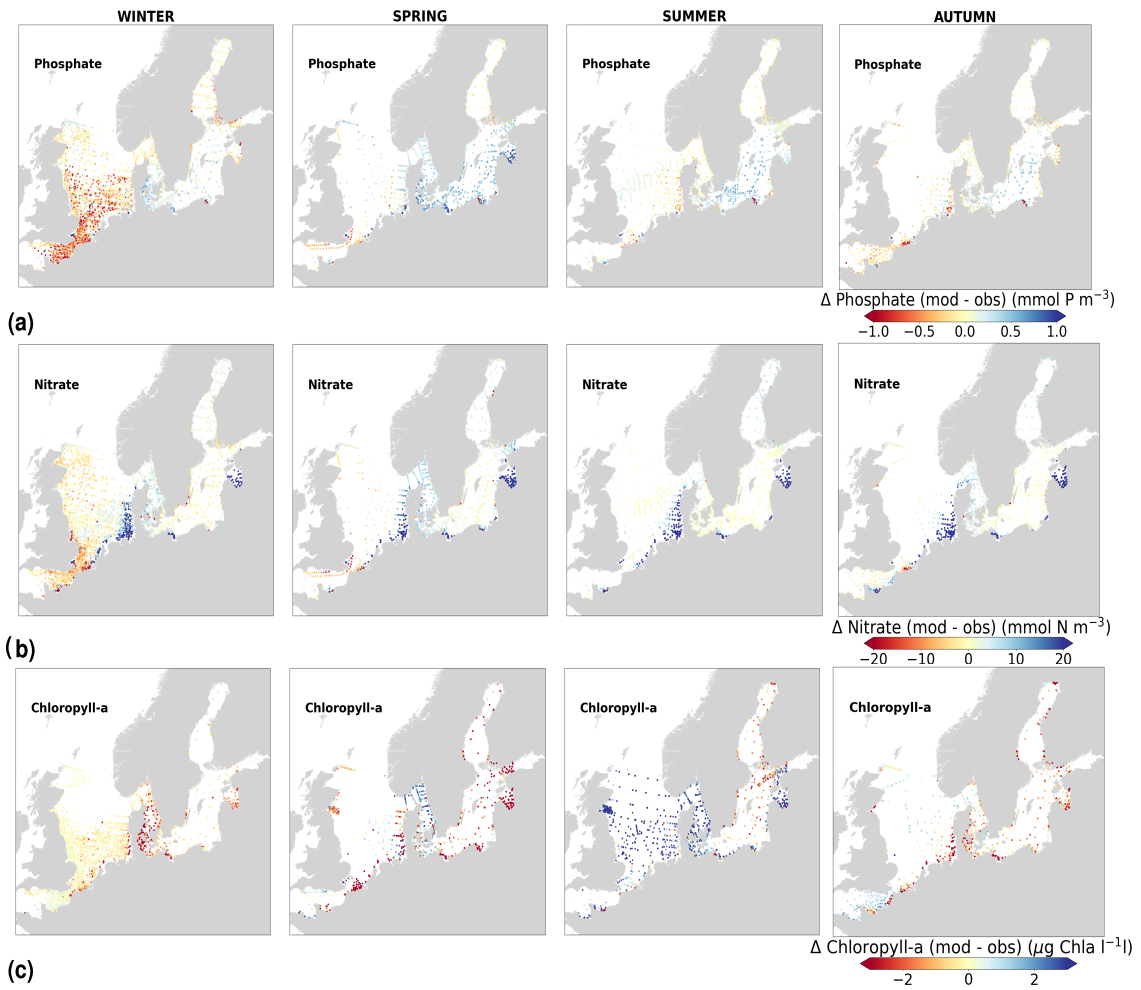 WINTER SPRING SUMMER AUTUMN
Phosphate Phosphate Phosphate Phosphate
Δ Phosphate (mod - obs) (mmol P m⁻³)
(a)
−1.0 −0.5 0.0 0.5 1.0
Nitrate Nitrate Nitrate Nitrate
Δ Nitrate (mod - obs) (mmol N m⁻³)
(b)
−20 −10 0 10 20
Chloropyll-a Chloropyll-a Chloropyll-a Chloropyll-a
Δ Chloropyll-a (mod - obs) (μg Chla l⁻¹l)
(c)
−2 0 2